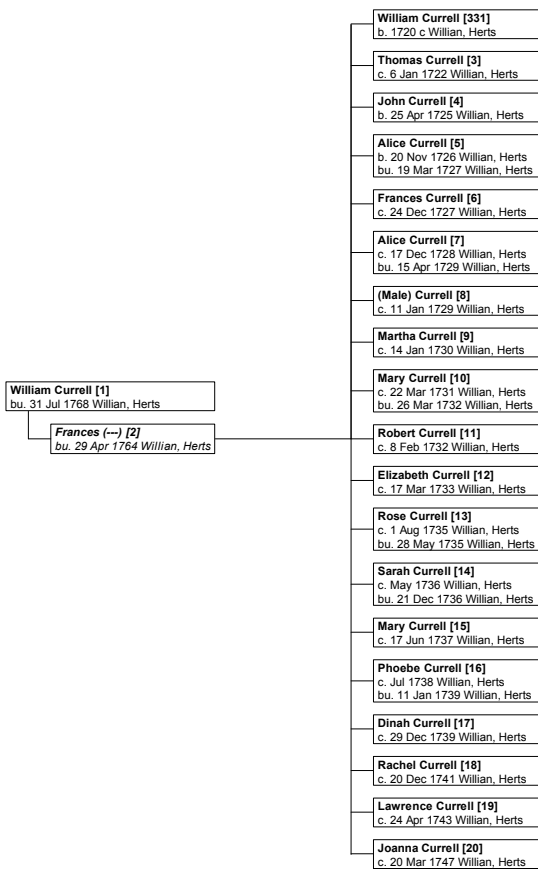 William Currell [331]
b. 1720 c Willian, Herts
Thomas Currell [3]
c. 6 Jan 1722 Willian, Herts
John Currell [4]
b. 25 Apr 1725 Willian, Herts
Alice Currell [5]
b. 20 Nov 1726 Willian, Herts
bu. 19 Mar 1727 Willian, Herts
Frances Currell [6]
c. 24 Dec 1727 Willian, Herts
Alice Currell [7]
c. 17 Dec 1728 Willian, Herts
bu. 15 Apr 1729 Willian, Herts
(Male) Currell [8]
c. 11 Jan 1729 Willian, Herts
Martha Currell [9]
c. 14 Jan 1730 Willian, Herts
Mary Currell [10]
c. 22 Mar 1731 Willian, Herts
bu. 26 Mar 1732 Willian, Herts
William Currell [1]
bu. 31 Jul 1768 Willian, Herts
Frances (---) [2]
bu. 29 Apr 1764 Willian, Herts
Robert Currell [11]
c. 8 Feb 1732 Willian, Herts
Elizabeth Currell [12]
c. 17 Mar 1733 Willian, Herts
Rose Currell [13]
c. 1 Aug 1735 Willian, Herts
bu. 28 May 1735 Willian, Herts
Sarah Currell [14]
c. May 1736 Willian, Herts
bu. 21 Dec 1736 Willian, Herts
Mary Currell [15]
c. 17 Jun 1737 Willian, Herts
Phoebe Currell [16]
c. Jul 1738 Willian, Herts
bu. 11 Jan 1739 Willian, Herts
Dinah Currell [17]
c. 29 Dec 1739 Willian, Herts
Rachel Currell [18]
c. 20 Dec 1741 Willian, Herts
Lawrence Currell [19]
c. 24 Apr 1743 Willian, Herts
Joanna Currell [20]
c. 20 Mar 1747 Willian, Herts